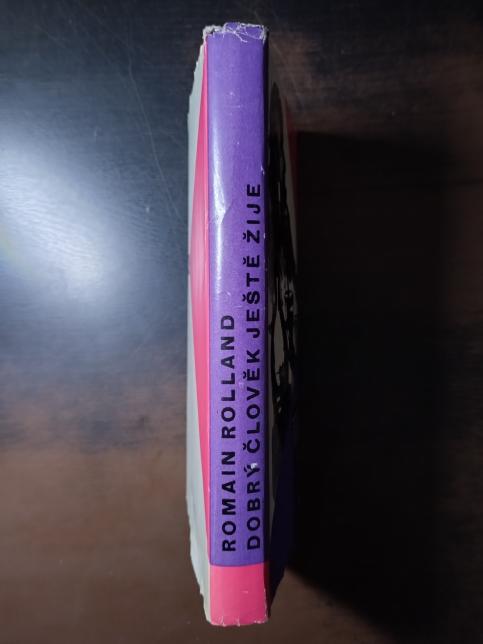 ROMAIN ROLLAND
DOBRÝ ČLOVĚK JEŠTĚ ŽIJE